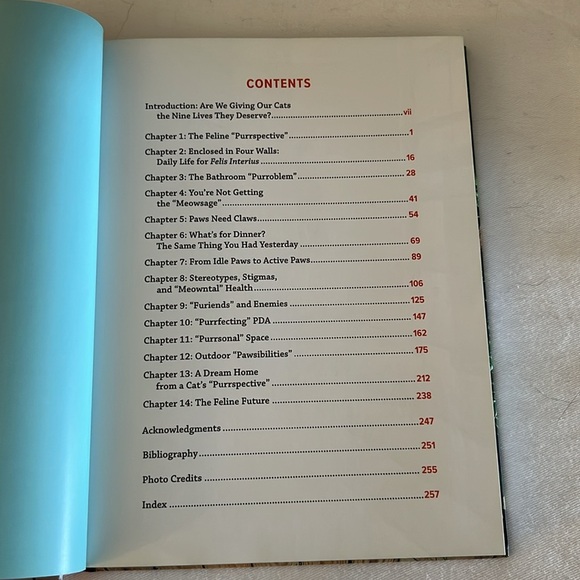 CONTENTS
Introduction: Are We Giving Our Cats
the Nine Lives They Deserve?....................vii
Chapter 1: The Feline "Purrspective"....................1
Chapter 2: Enclosed in Four Walls:
Daily Life for Felis Interius....................16
Chapter 3: The Bathroom "Purroblem"....................28
Chapter 4: You're Not Getting
the "Meowsage"....................41
Chapter 5: Paws Need Claws....................54
Chapter 6: What's for Dinner?
The Same Thing You Had Yesterday....................69
Chapter 7: From Idle Paws to Active Paws....................89
Chapter 8: Stereotypes, Stigmas,
and "Meowntal" Health....................106
Chapter 9: "Furiends" and Enemies....................125
Chapter 10: "Purrfecting" PDA....................147
Chapter 11: "Purrsonal" Space....................162
Chapter 12: Outdoor "Pawsibilities"....................175
Chapter 13: A Dream Home
from a Cat's "Purrspective"....................212
Chapter 14: The Feline Future....................238
Acknowledgments....................247
Bibliography....................251
Photo Credits....................255
Index....................257